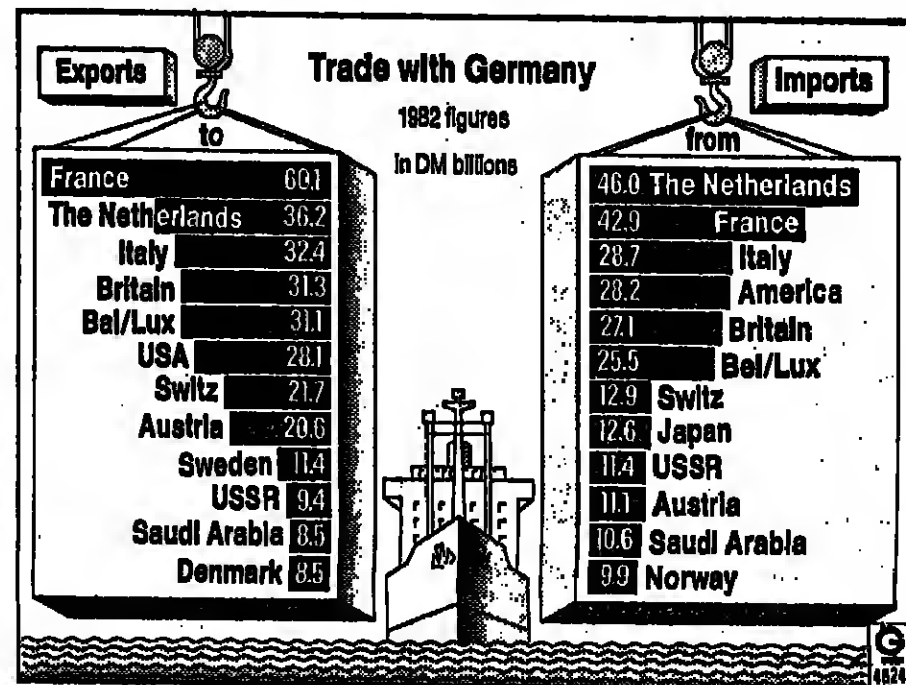 Trade with Germany
1982 figures
in DM billions
Exports
to
France 60.1
The Netherlands 36.2
Italy 32.4
Britain 31.3
Bel/Lux 31.1
USA 28.1
Switz 21.7
Austria 20.6
Sweden 11.4
USSR 9.4
Saudi Arabia 8.5
Denmark 8.5
Imports
from
46.0 The Netherlands
42.9 France
28.7 Italy
28.2 America
27.1 Britain
25.5 Bel/Lux
12.9 Switz
12.6 Japan
11.4 USSR
11.1 Austria
10.6 Saudi Arabia
9.9 Norway
G
4824